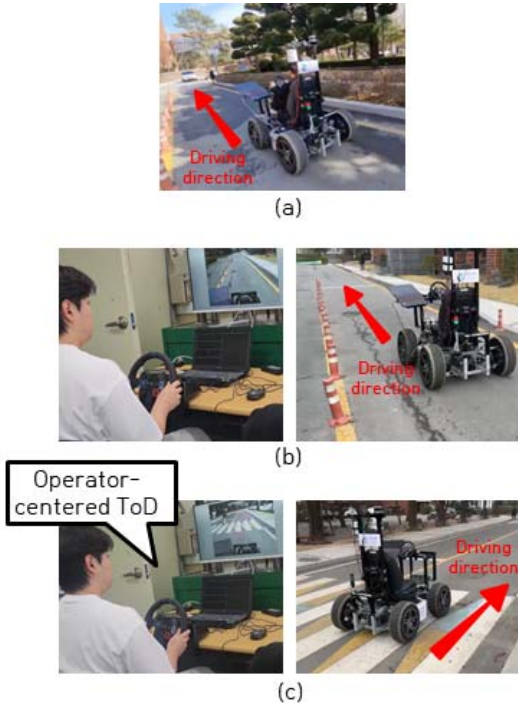 Driving
direction
(a)
Driving
direction
(b)
Operator-
centered ToD
Driving
direction
(c)